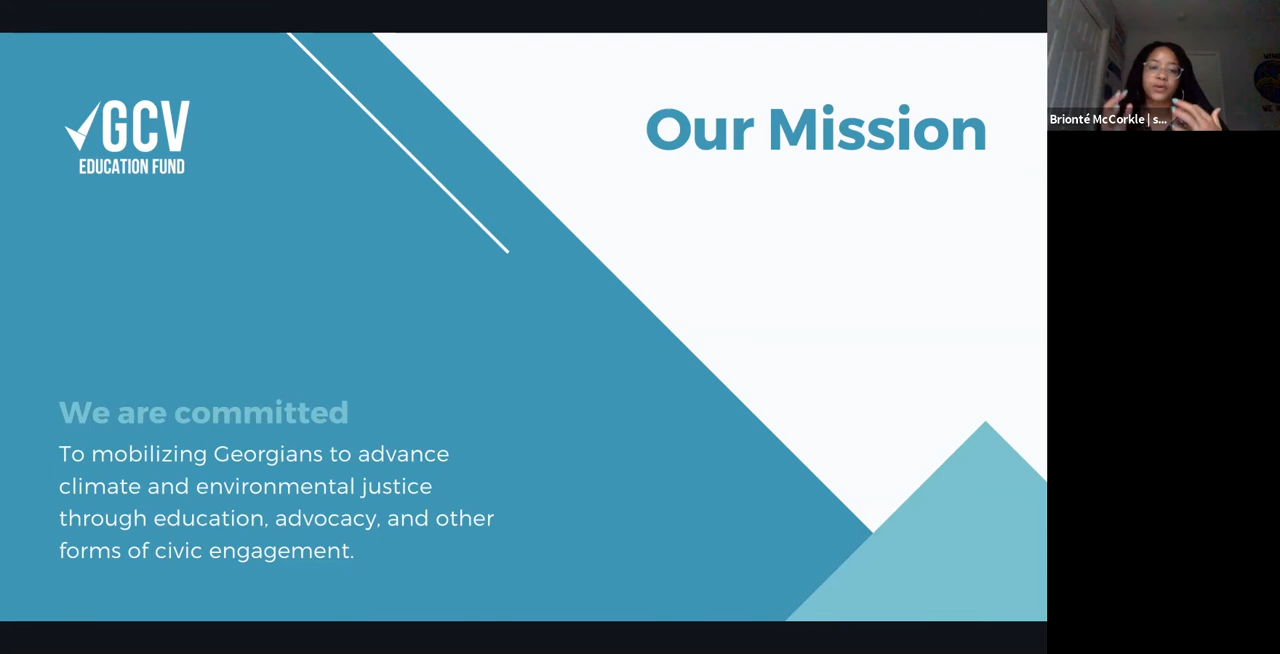 GCV
EDUCATION FUND
Our Mission
We are committed
To mobilizing Georgians to advance
climate and environmental justice
through education, advocacy, and other
forms of civic engagement.
Brionté McCorkle | s...